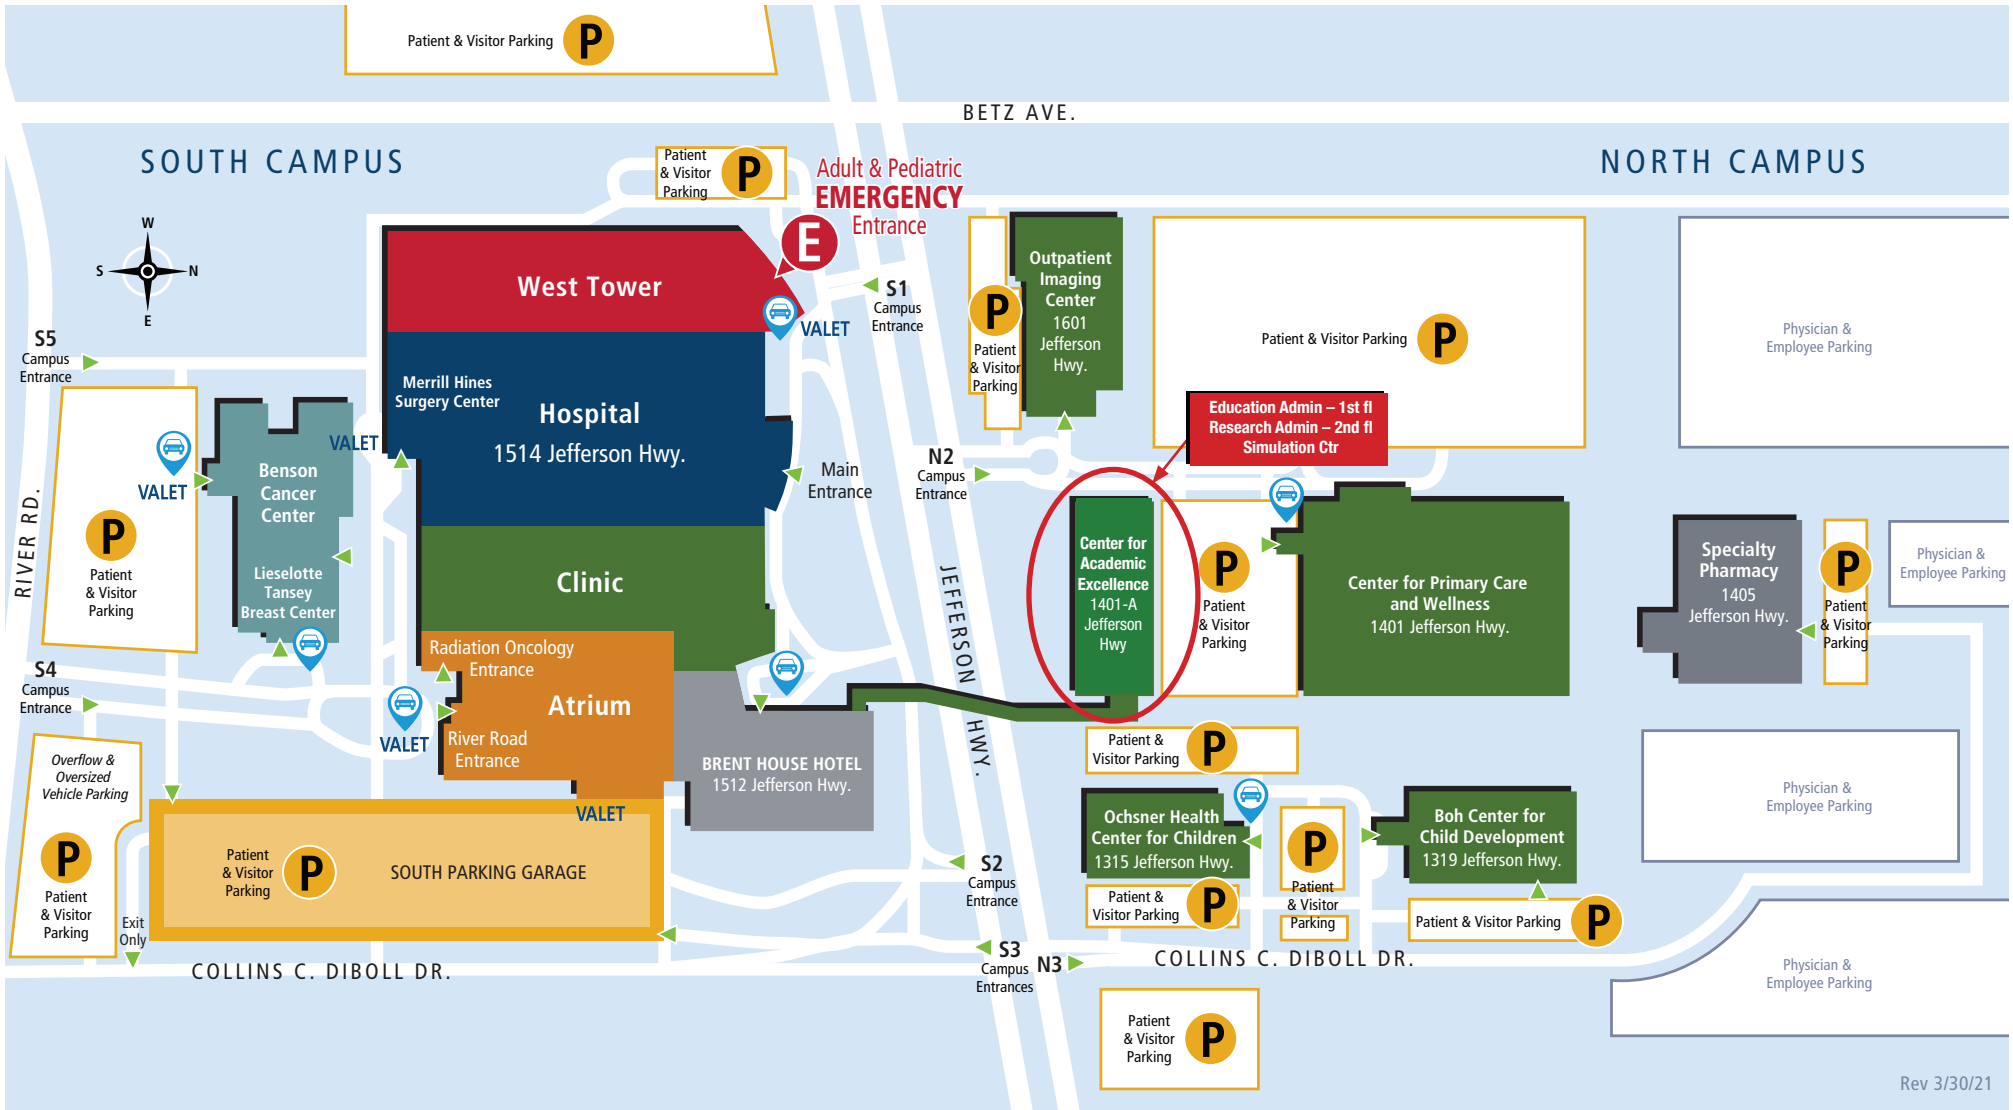 Patient & Visitor Parking
P
BETZ AVE.
SOUTH CAMPUS
NORTH CAMPUS
Patient
& Visitor
Parking
P
Adult & Pediatric
EMERGENCY
Entrance
E
W
S
N
E
West Tower
S1
Campus
Entrance
VALET
Outpatient
Imaging
Center
1601
Jefferson
Hwy.
P
Patient
& Visitor
Parking
Patient & Visitor Parking
P
Physician &
Employee Parking
S5
Campus
Entrance
Merrill Hines
Surgery Center
Hospital
1514 Jefferson Hwy.
VALET
Main
Entrance
Education Admin – 1st fl
Research Admin – 2nd fl
Simulation Ctr
N2
Campus
Entrance
VALET
Benson
Cancer
Center
RIVER RD.
P
Patient
& Visitor
Parking
Lieselotte
Tansey
Breast Center
Clinic
JEFFERSON HWY.
Center for
Academic
Excellence
1401-A
Jefferson
Hwy
P
Patient
& Visitor
Parking
Center for Primary Care
and Wellness
1401 Jefferson Hwy.
Specialty
Pharmacy
1405
Jefferson Hwy.
P
Patient
& Visitor
Parking
Physician &
Employee Parking
S4
Campus
Entrance
Radiation Oncology
Entrance
Atrium
VALET
River Road
Entrance
BRENT HOUSE HOTEL
1512 Jefferson Hwy.
Patient &
Visitor Parking
P
Overflow &
Oversized
Vehicle Parking
P
Patient
& Visitor
Parking
VALET
Patient
& Visitor
Parking
P
SOUTH PARKING GARAGE
Exit
Only
Ochsner Health
Center for Children
1315 Jefferson Hwy.
P
Patient
& Visitor
Parking
Boh Center for
Child Development
1319 Jefferson Hwy.
Physician &
Employee Parking
S2
Campus
Entrance
Patient &
Visitor Parking
P
Patient & Visitor Parking
P
S3
Campus
Entrances
N3
COLLINS C. DIBOLL DR.
COLLINS C. DIBOLL DR.
Physician &
Employee Parking
Patient
& Visitor
Parking
P
Rev 3/30/21